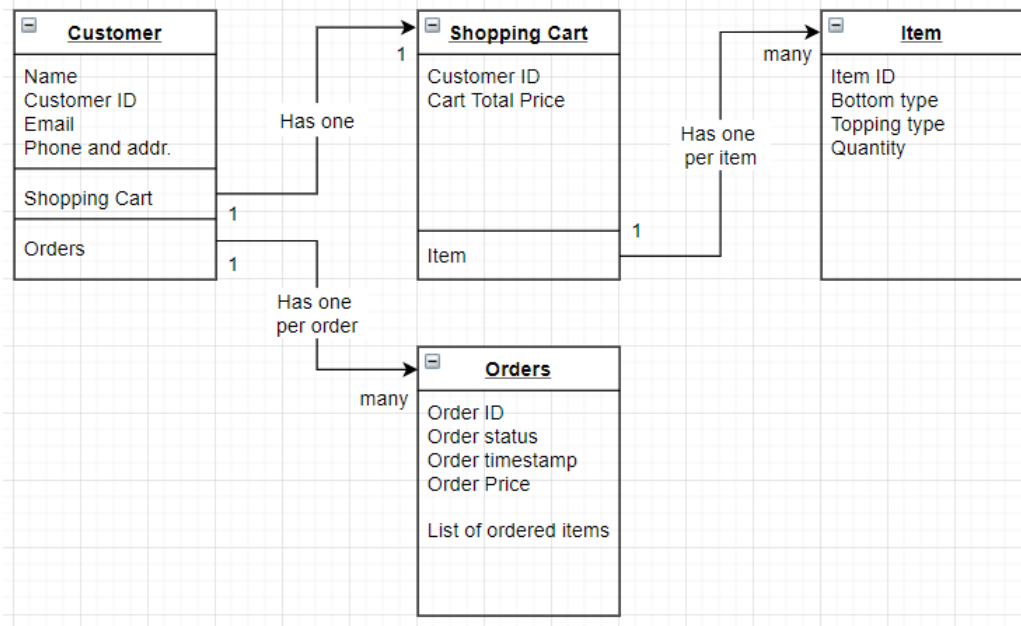 Customer
Name
Customer ID
Email
Phone and addr.
Shopping Cart
Orders
1
1
Has one
1
Shopping Cart
Customer ID
Cart Total Price
Item
1
Has one
per item
many
Item
Item ID
Bottom type
Topping type
Quantity
Has one
per order
many
Orders
Order ID
Order status
Order timestamp
Order Price
List of ordered items